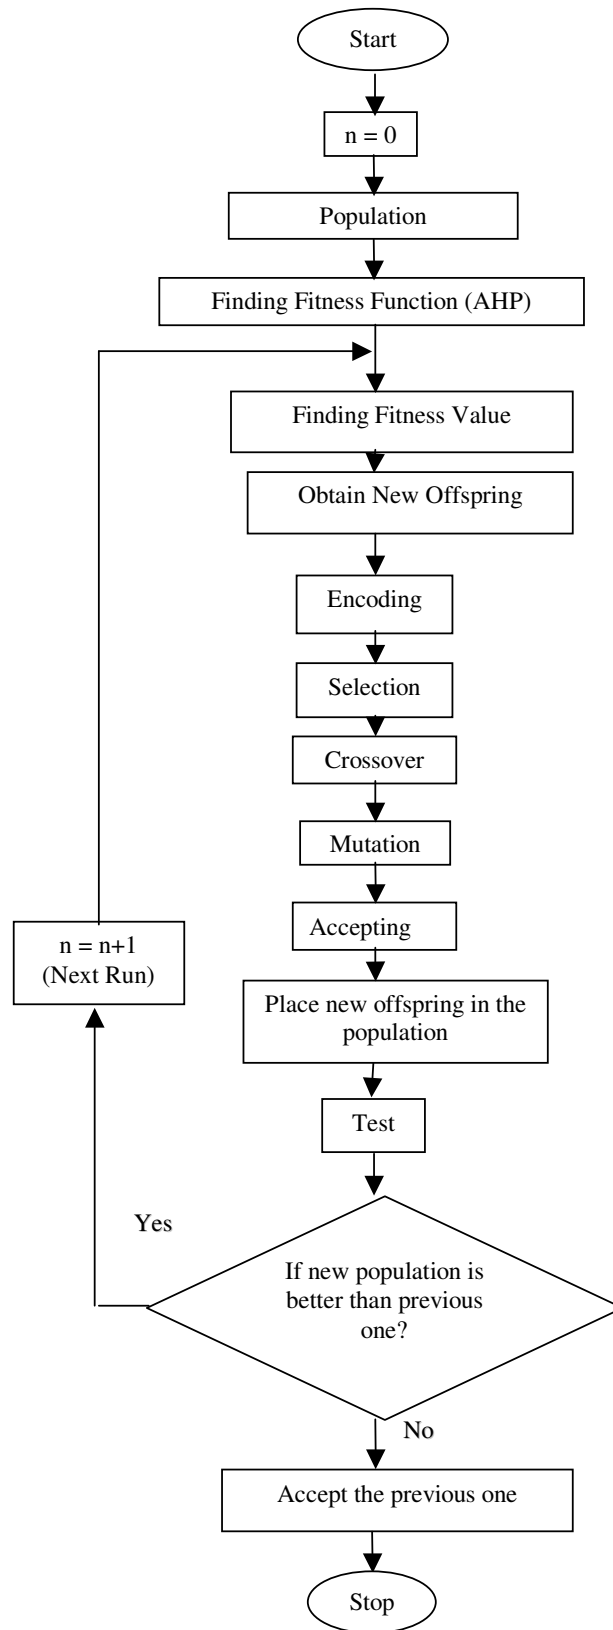 Start
n = 0
Population
Finding Fitness Function (AHP)
Finding Fitness Value
Obtain New Offspring
Encoding
Selection
Crossover
Mutation
Accepting
n = n+1
(Next Run)
Place new offspring in the
population
Test
Yes
If new population is
better than previous
one?
No
Accept the previous one
Stop